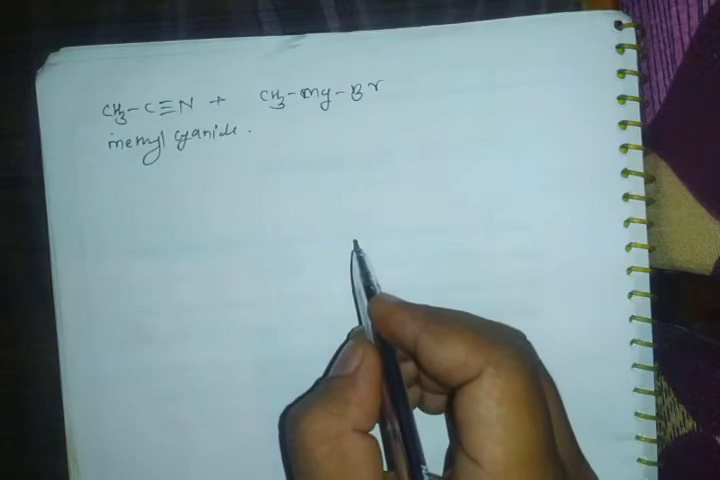 CH₃-C≡N + CH₃-Mg-Br
methyl cyanide.